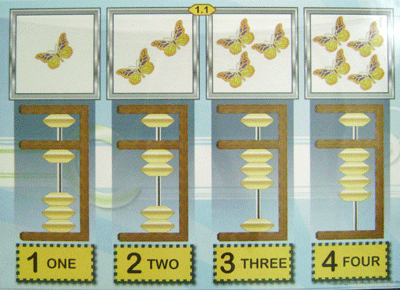 1.1
1 ONE
2 TWO
3 THREE
4 FOUR